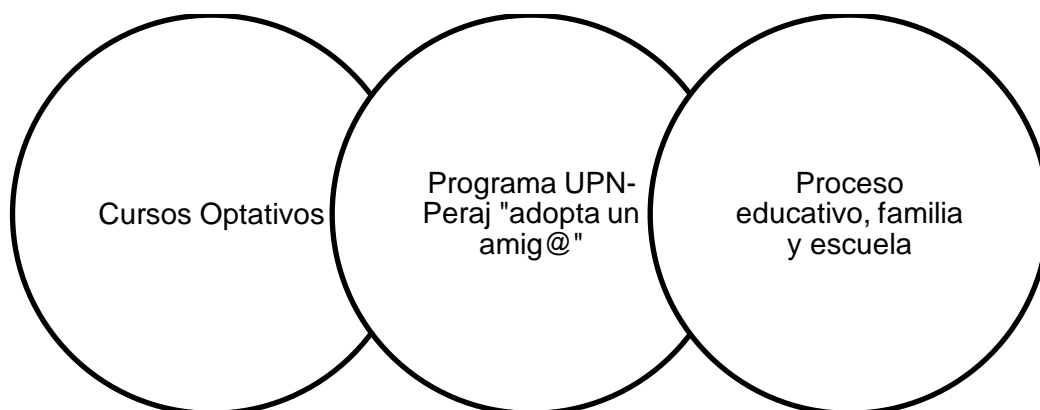 Cursos Optativos
Programa UPN-
Peraj "adopta un
amig@"
Proceso
educativo, familia
y escuela